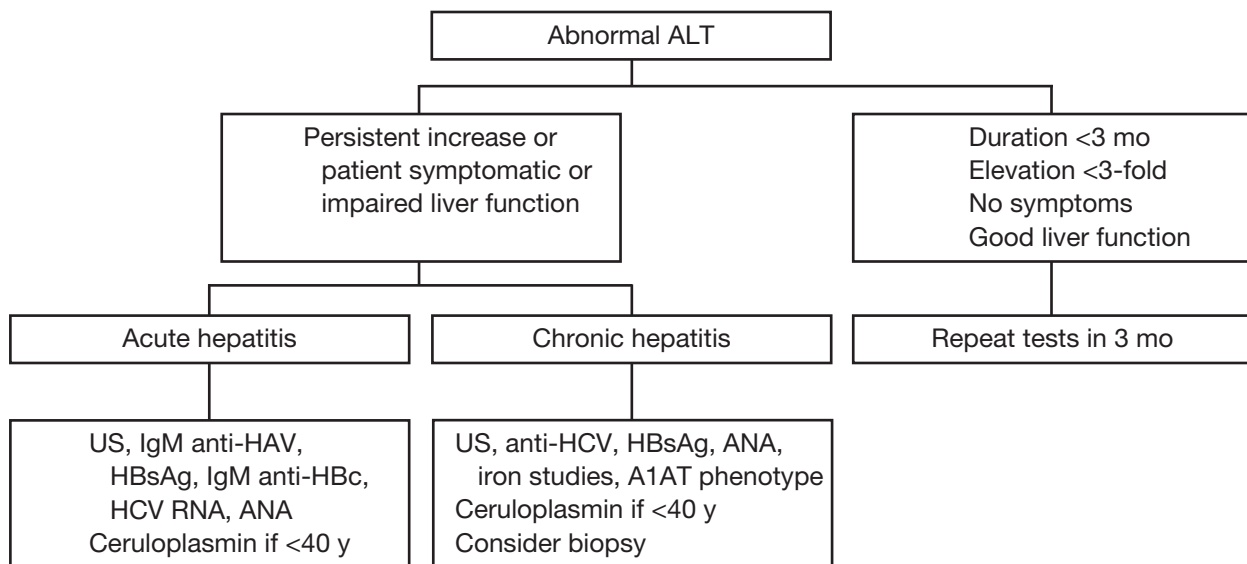 Abnormal ALT
Persistent increase or
patient symptomatic or
impaired liver function
Duration <3 mo
Elevation <3-fold
No symptoms
Good liver function
Acute hepatitis
Chronic hepatitis
Repeat tests in 3 mo
US, IgM anti-HAV,
HBsAg, IgM anti-HBc,
HCV RNA, ANA
Ceruloplasmin if <40 y
US, anti-HCV, HBsAg, ANA,
iron studies, A1AT phenotype
Ceruloplasmin if <40 y
Consider biopsy